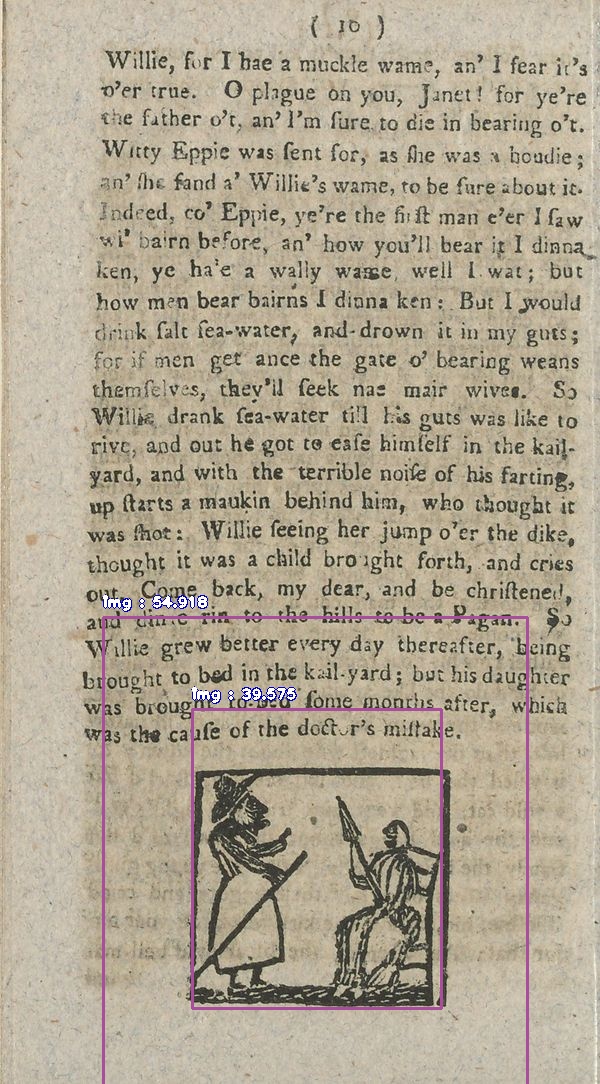 ( 10 )
Willie, for I hae a muckle wame, an' I fear it's
o'er true. O plague on you, Janet! for ye're
the father o't, an' I'm ſure to die in bearing o't.
Witty Eppie was ſent for, as ſhe was a houdie;
an' ſhe fand a' Willie's wame, to be ſure about it.
Indeed, co' Eppie, ye're the firſt man e'er I ſaw
wi' bairn before, an' how you'll bear it I dinna
ken, ye ha'e a wally wame, well I wat; but
how men bear bairns I dinna ken: But I would
drink ſalt ſea-water, and drown it in my guts;
for if men get ance the gate o' bearing weans
themſelves, they'll ſeek nae mair wives. So
Willie drank ſea-water till his guts was like to
rive, and out he got to eaſe himſelf in the kail-
yard, and with the terrible noiſe of his farting,
up ſtarts a maukin behind him, who thought it
was ſhot: Willie ſeeing her jump o'er the dike,
thought it was a child brought forth, and cries
out, Come back, my dear, and be chriſtened,
and dinne rin to the hills to be a Pagan. So
Willie grew better every day thereafter, being
brought to bed in the kail-yard; but his daughter
was brought to-bed ſome months after, which
was the cauſe of the doctor's miſtake.
Img : 54.918
Img : 39.575